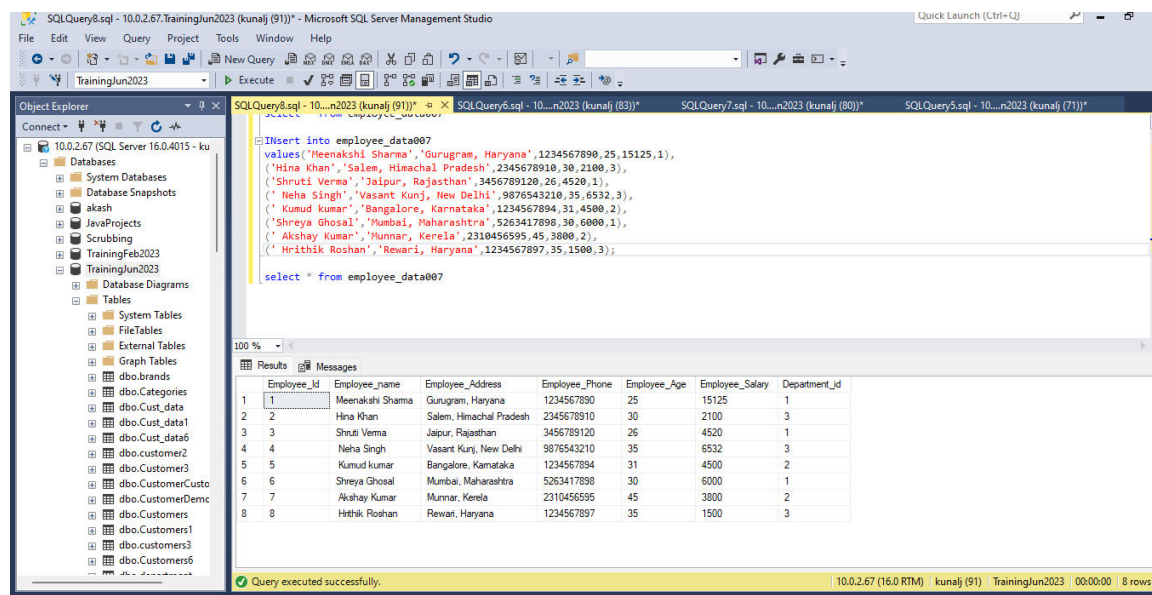 SQLQuery8.sql - 10.0.2.67.TrainingJun2023 (kunalj (91))* - Microsoft SQL Server Management Studio
Quick Launch (Ctrl+Q)
File Edit View Query Project Tools Window Help
New Query
TrainingJun2023
Execute
Object Explorer
Connect
10.0.2.67 (SQL Server 16.0.4015 - ku
Databases
System Databases
Database Snapshots
akash
JavaProjects
Scrubbing
TrainingFeb2023
TrainingJun2023
Database Diagrams
Tables
System Tables
FileTables
External Tables
Graph Tables
dbo.brands
dbo.Categories
dbo.Cust_data
dbo.Cust_data1
dbo.Cust_data6
dbo.customer2
dbo.Customer3
dbo.CustomerCusto
dbo.CustomerDemc
dbo.Customers
dbo.Customers1
dbo.customers3
dbo.Customers6
SQLQuery8.sql - 10....n2023 (kunalj (91))* SQLQuery6.sql - 10....n2023 (kunalj (83))* SQLQuery7.sql - 10....n2023 (kunalj (80))* SQLQuery5.sql - 10....n2023 (kunalj (71))*
select * from employee_data007
INsert into employee_data007
values('Meenakshi Sharma','Gurugram, Haryana',1234567890,25,15125,1),
('Hina Khan','Salem, Himachal Pradesh',2345678910,30,2100,3),
('Shruti Verma','Jaipur, Rajasthan',3456789120,26,4520,1),
(' Neha Singh','Vasant Kunj, New Delhi',9876543210,35,6532,3),
(' Kumud kumar','Bangalore, Karnataka',1234567894,31,4500,2),
('Shreya Ghosal','Mumbai, Maharashtra',5263417898,30,6000,1),
(' Akshay Kumar','Munnar, Kerela',2310456595,45,3800,2),
(' Hrithik Roshan','Rewari, Haryana',1234567897,35,1500,3);
select * from employee_data007
100 %
Results Messages
Employee_Id Employee_name Employee_Address Employee_Phone Employee_Age Employee_Salary Department_id
1 1 Meenakshi Sharma Gurugram, Haryana 1234567890 25 15125 1
2 2 Hina Khan Salem, Himachal Pradesh 2345678910 30 2100 3
3 3 Shruti Verma Jaipur, Rajasthan 3456789120 26 4520 1
4 4 Neha Singh Vasant Kunj, New Delhi 9876543210 35 6532 3
5 5 Kumud kumar Bangalore, Karnataka 1234567894 31 4500 2
6 6 Shreya Ghosal Mumbai, Maharashtra 5263417898 30 6000 1
7 7 Akshay Kumar Munnar, Kerela 2310456595 45 3800 2
8 8 Hrithik Roshan Rewari, Haryana 1234567897 35 1500 3
Query executed successfully. 10.0.2.67 (16.0 RTM) kunalj (91) TrainingJun2023 00:00:00 8 rows